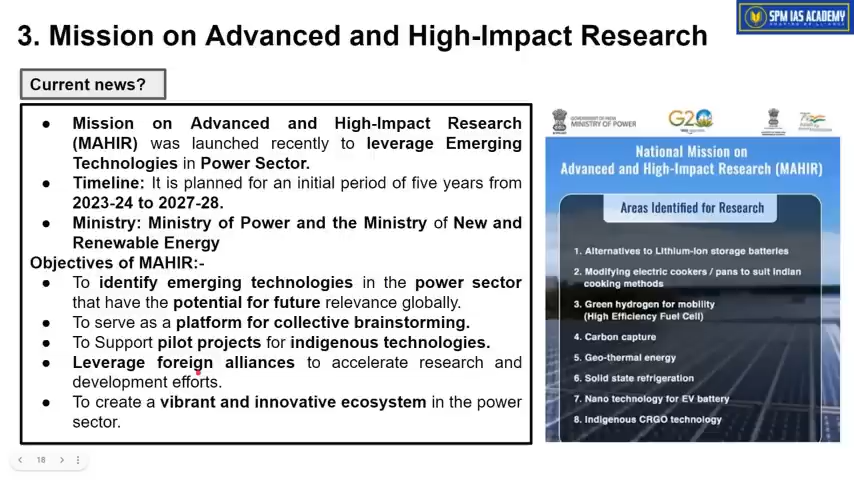 SPM IAS ACADEMY
3. Mission on Advanced and High-Impact Research
Current news?
● Mission on Advanced and High-Impact Research
(MAHIR) was launched recently to leverage Emerging
Technologies in Power Sector.
● Timeline: It is planned for an initial period of five years from
2023-24 to 2027-28.
● Ministry: Ministry of Power and the Ministry of New and
Renewable Energy
Objectives of MAHIR:-
● To identify emerging technologies in the power sector
that have the potential for future relevance globally.
● To serve as a platform for collective brainstorming.
● To Support pilot projects for indigenous technologies.
● Leverage foreign alliances to accelerate research and
development efforts.
● To create a vibrant and innovative ecosystem in the power
sector.
GOVERNMENT OF INDIA
MINISTRY OF POWER
G20
National Mission on
Advanced and High-Impact Research (MAHIR)
Areas Identified for Research
1. Alternatives to Lithium-Ion storage batteries
2. Modifying electric cookers / pans to suit Indian
cooking methods
3. Green hydrogen for mobility
(High Efficiency Fuel Cell)
4. Carbon capture
5. Geo-thermal energy
6. Solid state refrigeration
7. Nano technology for EV battery
8. Indigenous CRGO technology
18